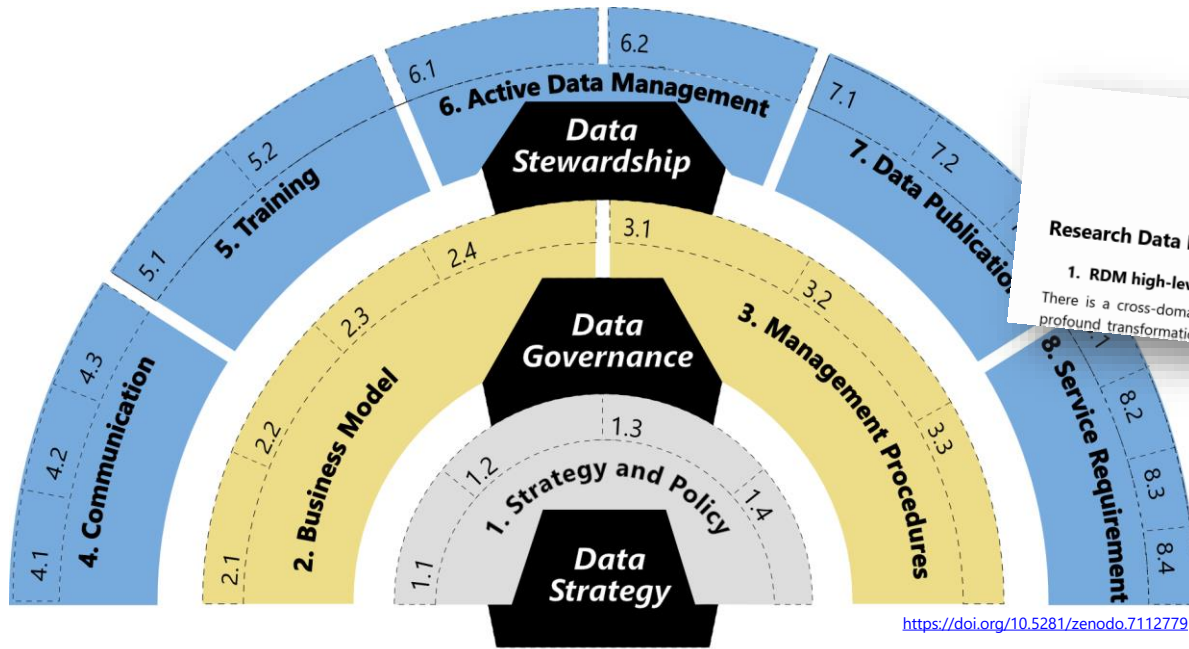 6.1
6.2
6. Active Data Management
Data
Stewardship
5.1
5.2
5. Training
7.1
7.2
7. Data Publication
4.1
4.2
4.3
4. Communication
8.2
8.3
8.4
8. Service Requirement
2.1
2.2
2.3
2.4
2. Business Model
3.1
3.2
3.3
3. Management Procedures
Data
Governance
1.1
1.2
1.3
1.4
1. Strategy and Policy
Data
Strategy
Research Data
1. RDM high-lev
There is a cross-doma
profound transformatio
https://doi.org/10.5281/zenodo.7112779